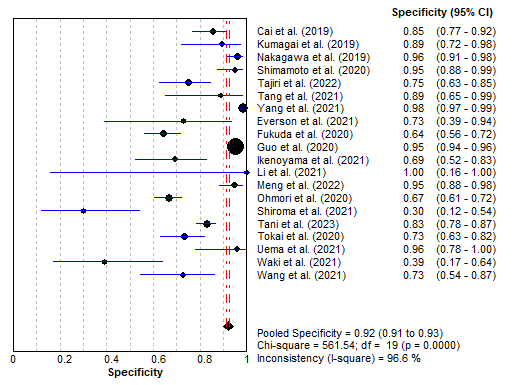 Specificity (95% CI)
Cai et al. (2019) 0.85 (0.77 - 0.92)
Kumagai et al. (2019) 0.89 (0.72 - 0.98)
Nakagawa et al. (2019) 0.96 (0.91 - 0.98)
Shimamoto et al. (2020) 0.95 (0.88 - 0.99)
Tajiri et al. (2022) 0.75 (0.63 - 0.85)
Tang et al. (2021) 0.89 (0.65 - 0.99)
Yang et al. (2021) 0.98 (0.97 - 0.99)
Everson et al. (2021) 0.73 (0.39 - 0.94)
Fukuda et al. (2020) 0.64 (0.56 - 0.72)
Guo et al. (2020) 0.95 (0.94 - 0.96)
Ikenoyama et al. (2021) 0.69 (0.52 - 0.83)
Li et al. (2021) 1.00 (0.16 - 1.00)
Meng et al. (2022) 0.95 (0.88 - 0.98)
Ohmori et al. (2020) 0.67 (0.61 - 0.72)
Shiroma et al. (2021) 0.30 (0.12 - 0.54)
Tani et al. (2023) 0.83 (0.78 - 0.87)
Tokai et al. (2020) 0.73 (0.63 - 0.82)
Uema et al. (2021) 0.96 (0.78 - 1.00)
Waki et al. (2021) 0.39 (0.17 - 0.64)
Wang et al. (2021) 0.73 (0.54 - 0.87)
Pooled Specificity = 0.92 (0.91 to 0.93)
Chi-square = 561.54; df = 19 (p = 0.0000)
Inconsistency (I-square) = 96.6 %
0 0.2 0.4 0.6 0.8 1
Specificity